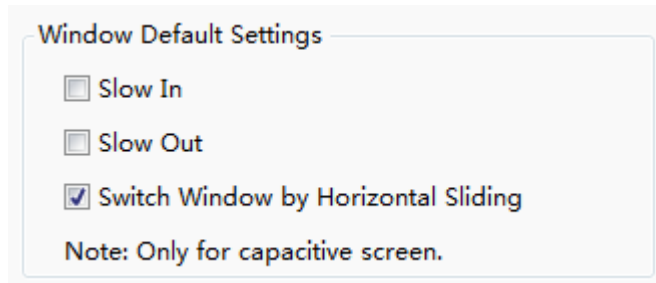 Window Default Settings
Slow In
Slow Out
Switch Window by Horizontal Sliding
Note: Only for capacitive screen.